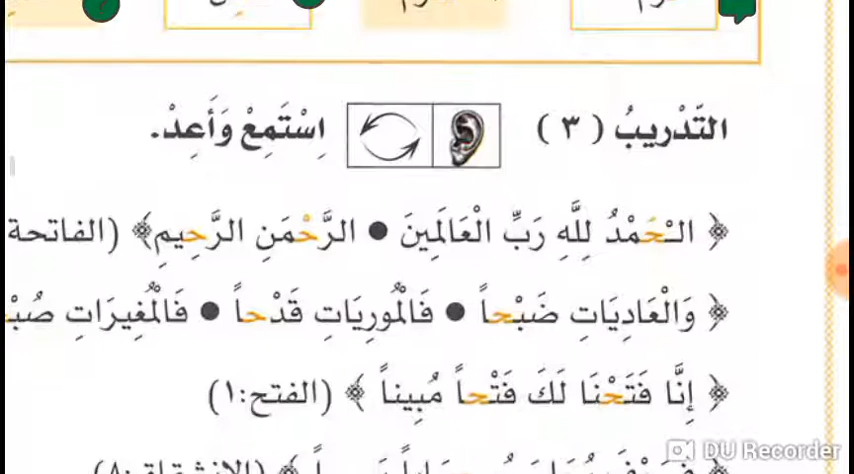 التَّدْرِيبُ ( ٣ ) اِسْتَمِعْ وَأَعِدْ.
﴿ الـْحَمْدُ لِلَّهِ رَبِّ الْعَالَمِينَ ● الرَّحْمَنِ الرَّحِيمِ ﴾ (الفاتحة
﴿ وَالْعَادِيَاتِ ضَبْحاً ● فَالْمُورِيَاتِ قَدْحاً ● فَالْمُغِيرَاتِ
﴿ إِنَّا فَتَحْنَا لَكَ فَتْحاً مُبِيناً ﴾ (الفتح:١)
DU Recorder